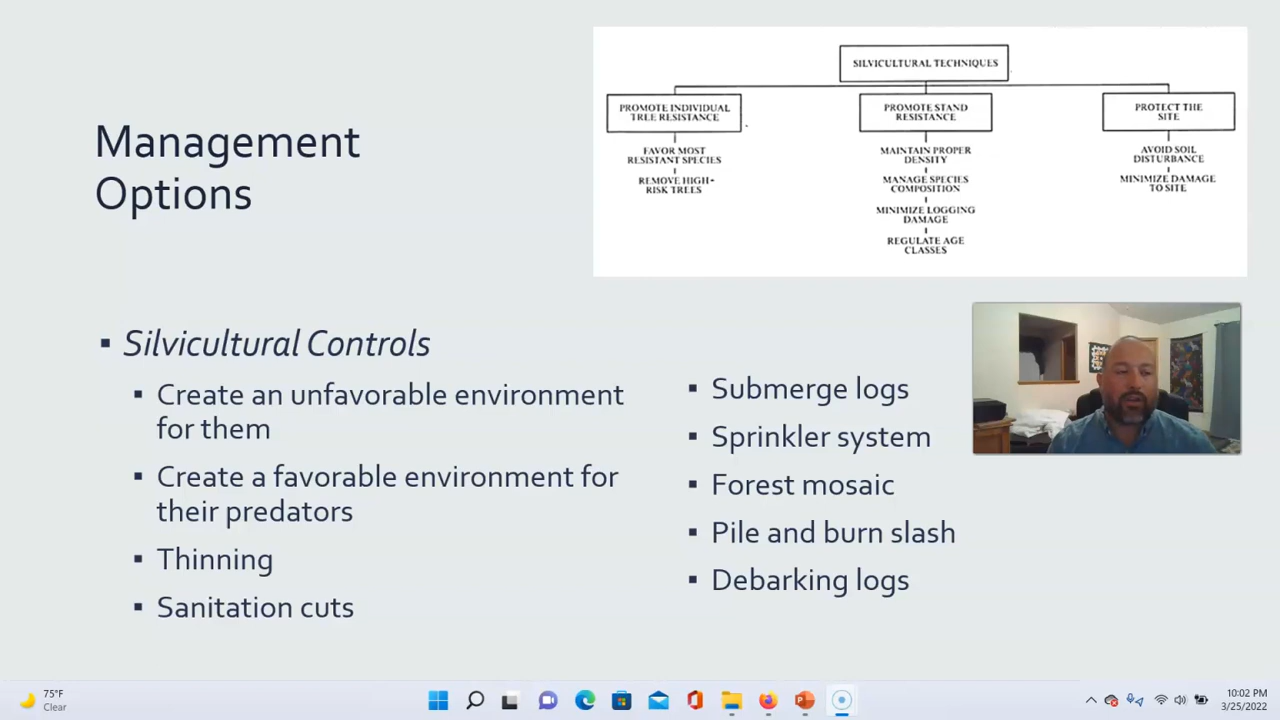 Management
Options
SILVICULTURAL TECHNIQUES
PROMOTE INDIVIDUAL
TREE RESISTANCE
FAVOR MOST
RESISTANT SPECIES
REMOVE HIGH-
RISK TREES
PROMOTE STAND
RESISTANCE
MAINTAIN PROPER
DENSITY
MANAGE SPECIES
COMPOSITION
MINIMIZE LOGGING
DAMAGE
REGULATE AGE
CLASSES
PROTECT THE
SITE
AVOID SOIL
DISTURBANCE
MINIMIZE DAMAGE
TO SITE
▪ Silvicultural Controls
▪ Create an unfavorable environment
for them
▪ Create a favorable environment for
their predators
▪ Thinning
▪ Sanitation cuts
▪ Submerge logs
▪ Sprinkler system
▪ Forest mosaic
▪ Pile and burn slash
▪ Debarking logs
75°F
Clear
10:02 PM
3/25/2022